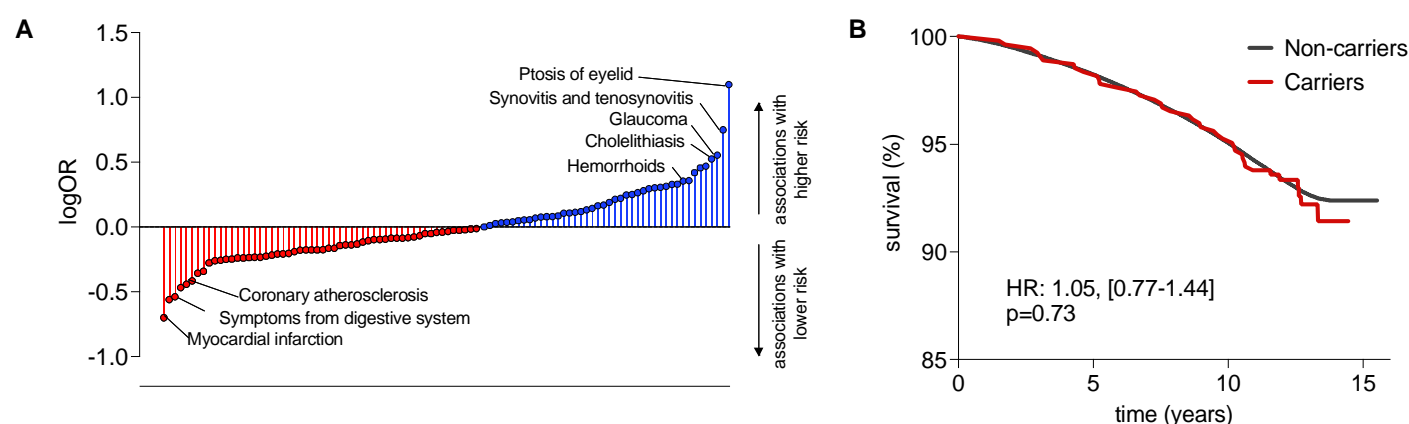 A
logOR
1.5
1.0
0.5
0.0
-0.5
-1.0
Ptosis of eyelid
Synovitis and tenosynovitis
Glaucoma
Cholelithiasis
Hemorrhoids
Coronary atherosclerosis
Symptoms from digestive system
Myocardial infarction
associations with
higher risk
associations with
lower risk
B
survival (%)
100
95
90
85
Non-carriers
Carriers
HR: 1.05, [0.77-1.44]
p=0.73
0
5
10
15
time (years)